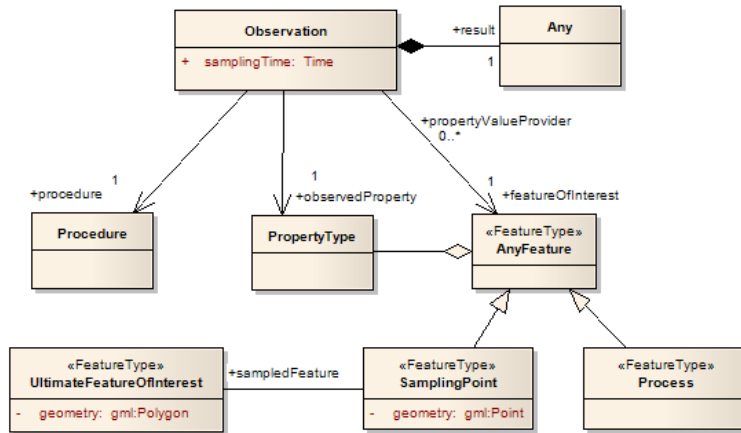 Observation
+ samplingTime: Time
+result
1
Any
+propertyValueProvider
0..*
1
+procedure
1
+observedProperty
1
+featureOfInterest
Procedure
PropertyType
«FeatureType»
AnyFeature
«FeatureType»
UltimateFeatureOfInterest
- geometry: gml:Polygon
+sampledFeature
«FeatureType»
SamplingPoint
- geometry: gml:Point
«FeatureType»
Process